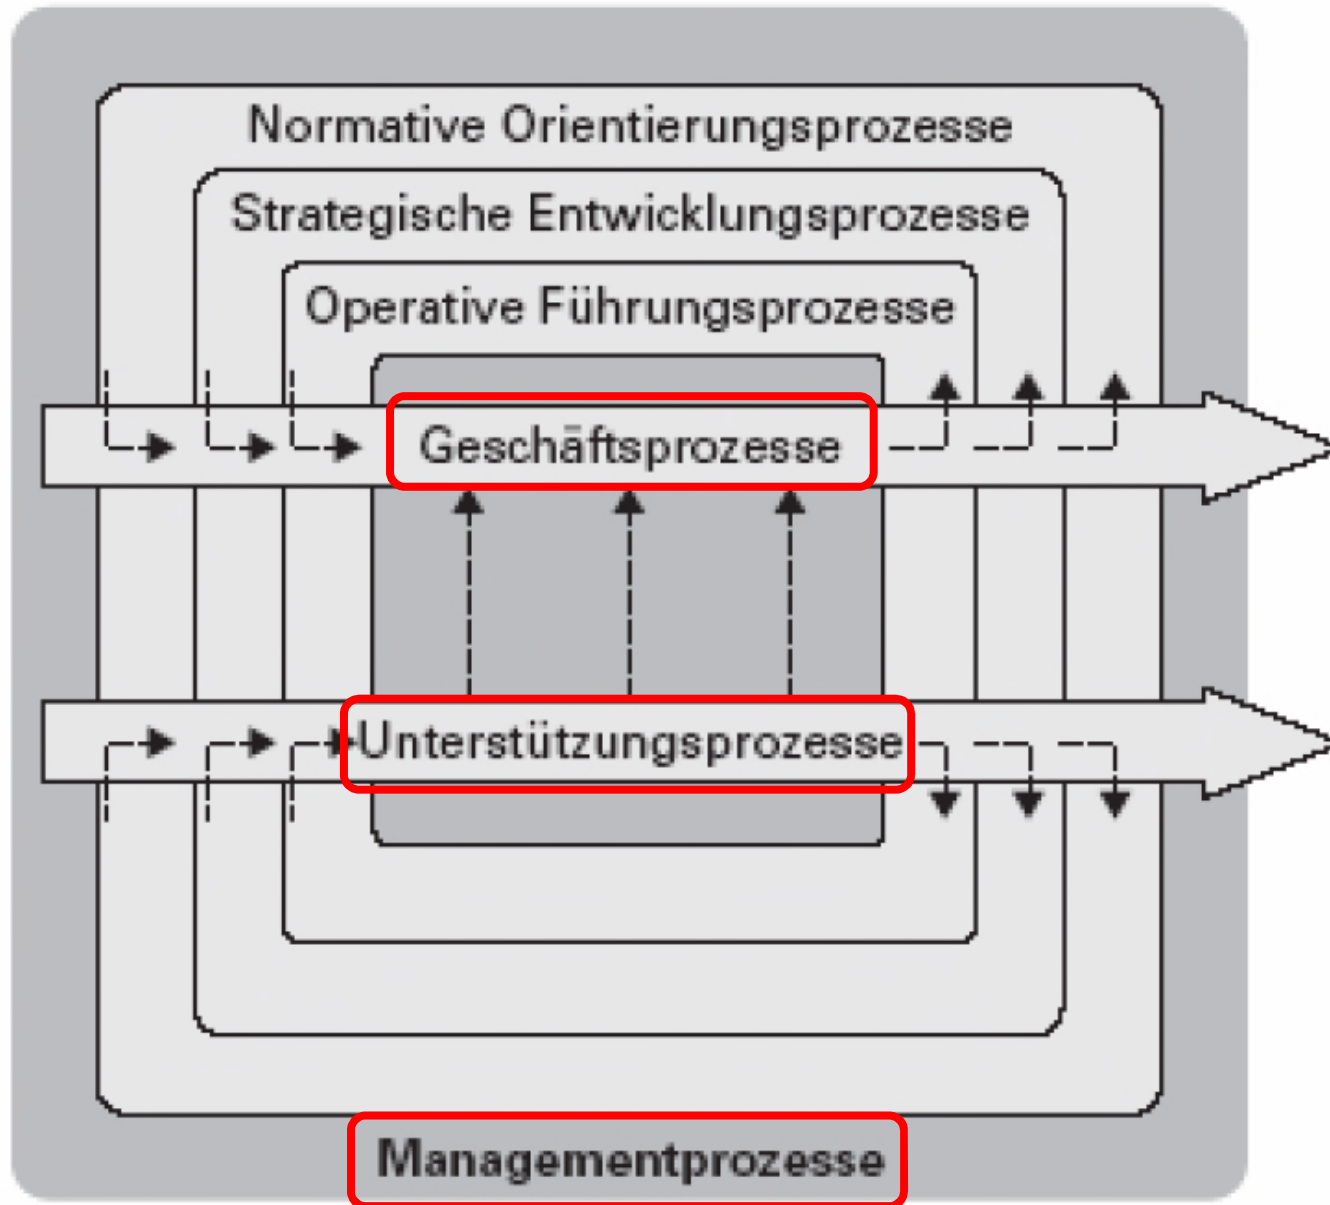 Normative Orientierungsprozesse
Strategische Entwicklungsprozesse
Operative Führungsprozesse
Geschäftsprozesse
Unterstützungsprozesse
Managementprozesse